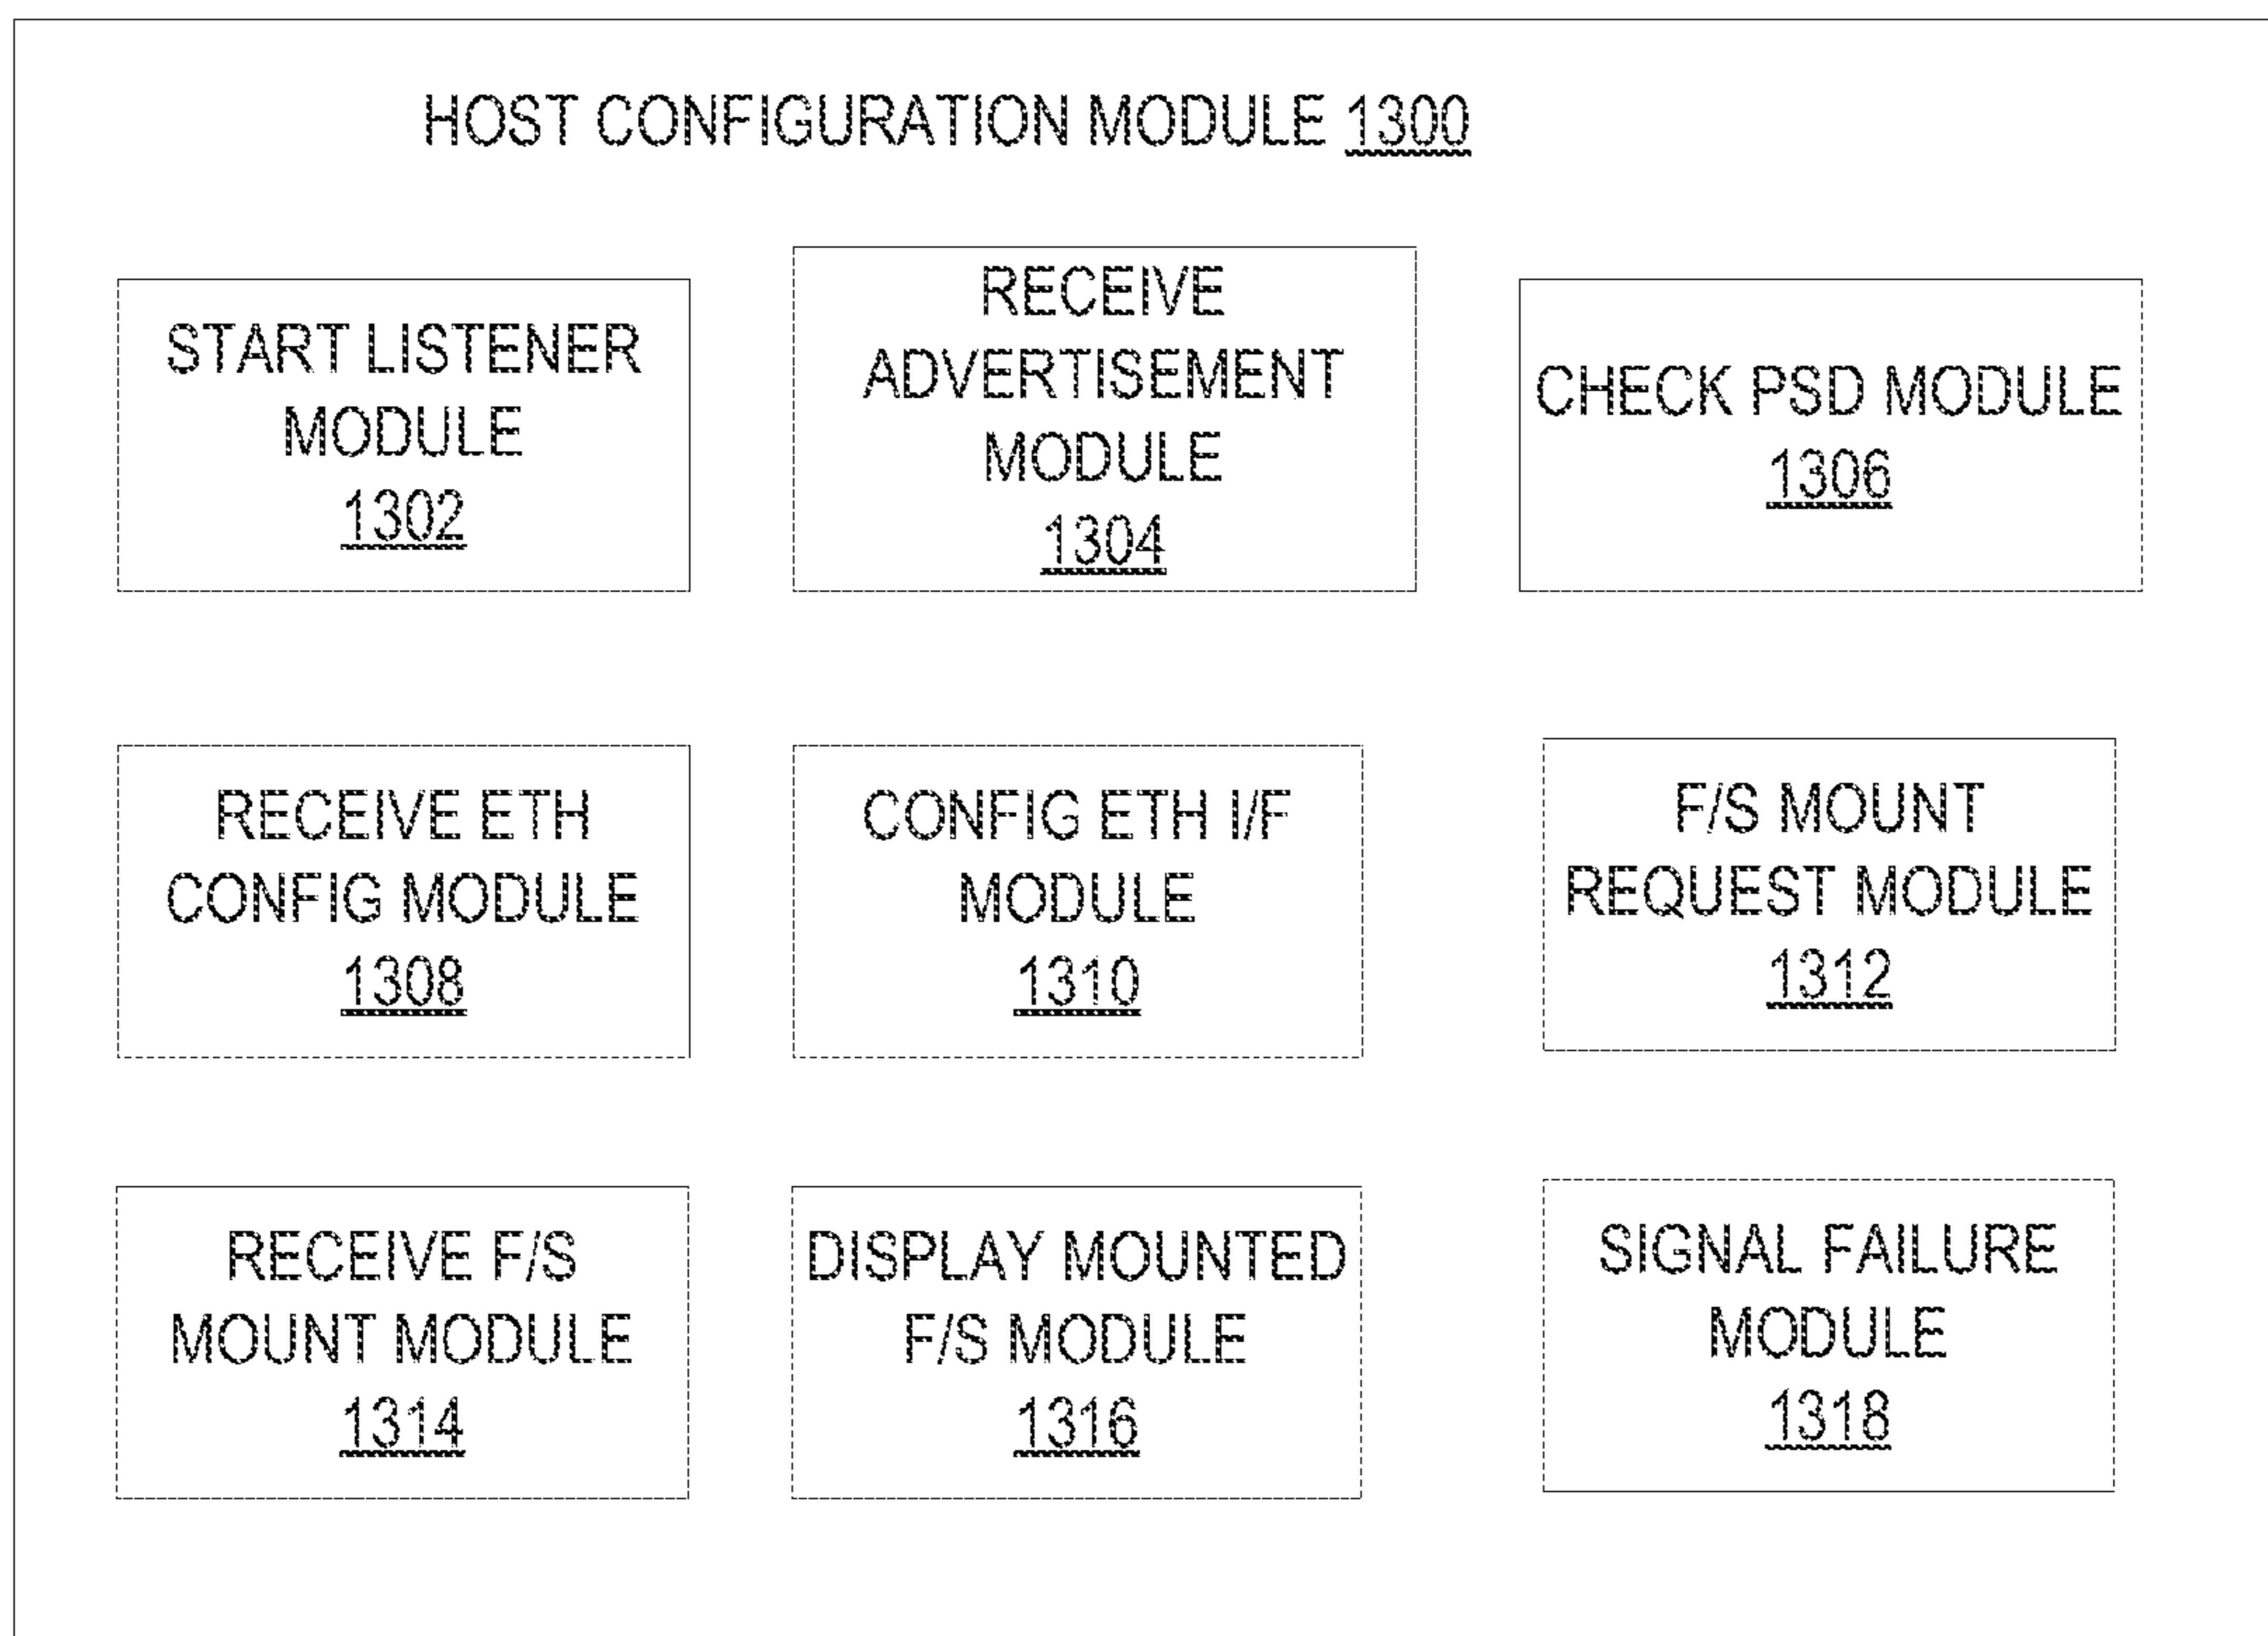 HOST CONFIGURATION MODULE 1300
START LISTENER
MODULE
1302
RECEIVE
ADVERTISEMENT
MODULE
1304
CHECK PSD MODULE
1306
RECEIVE ETH
CONFIG MODULE
1308
CONFIG ETH I/F
MODULE
1310
F/S MOUNT
REQUEST MODULE
1312
RECEIVE F/S
MOUNT MODULE
1314
DISPLAY MOUNTED
F/S MODULE
1316
SIGNAL FAILURE
MODULE
1318